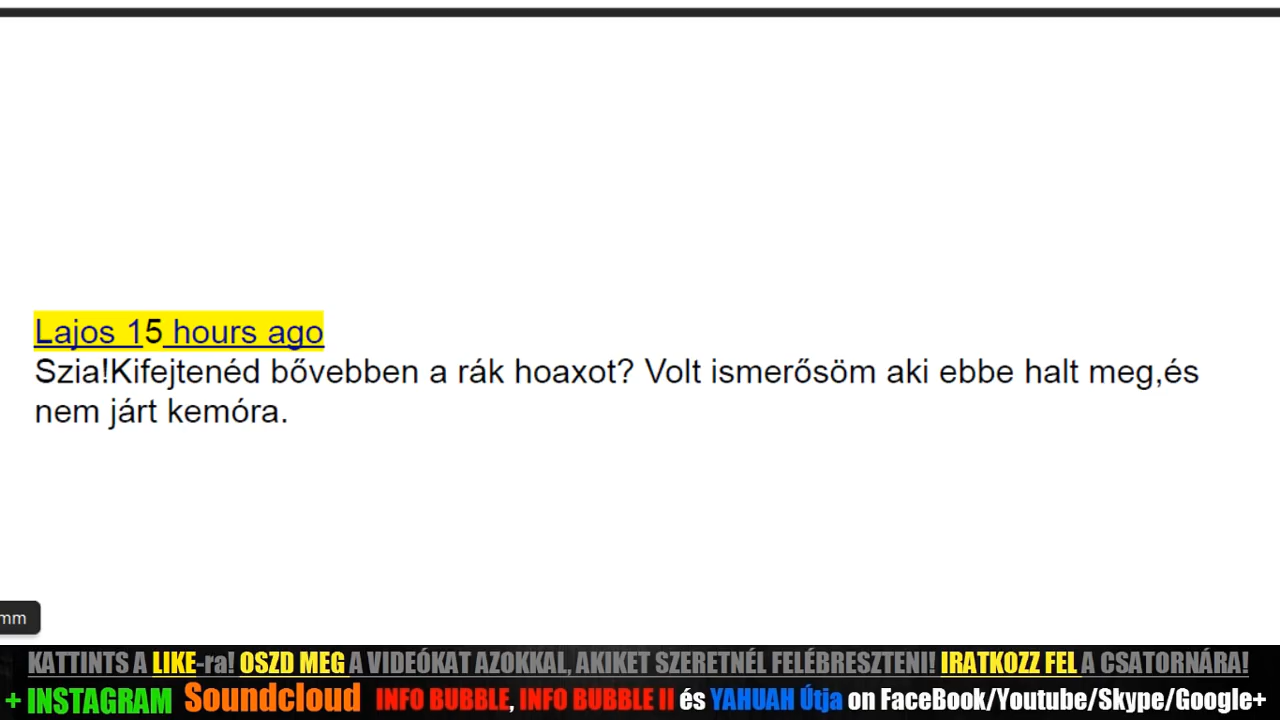 Lajos 15 hours ago
Szia!Kifejtenéd bővebben a rák hoaxot? Volt ismerősöm aki ebbe halt meg,és
nem járt kemóra.
mm
KATTINTS A LIKE-ra! OSZD MEG A VIDEÓKAT AZOKKAL, AKIKET SZERETNÉL FELÉBRESZTENI! IRATKOZZ FEL A CSATORNÁRA!
+ INSTAGRAM Soundcloud INFO BUBBLE, INFO BUBBLE II és YAHUAH Útja on FaceBook/Youtube/Skype/Google+